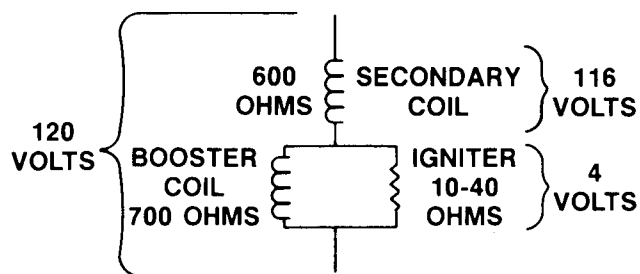 600
OHMS
SECONDARY
COIL
116
VOLTS
120
VOLTS
BOOSTER
COIL
700 OHMS
IGNITER
10-40
OHMS
4
VOLTS